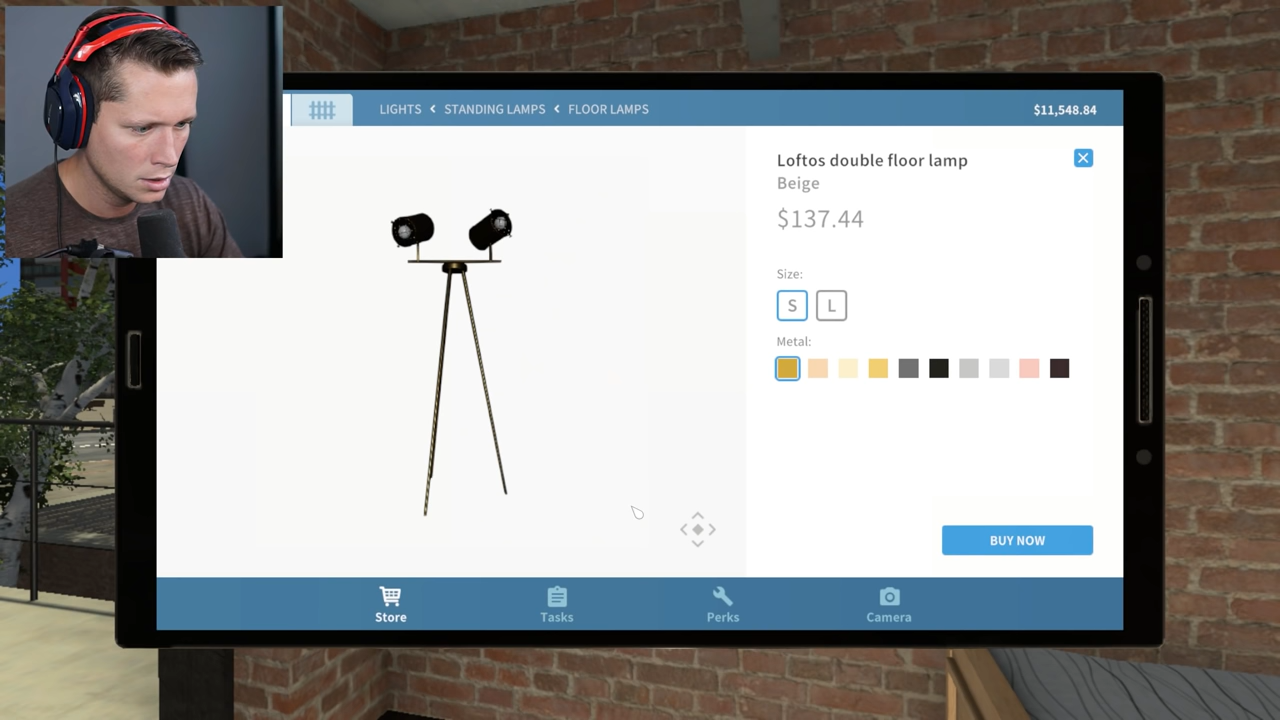 LIGHTS < STANDING LAMPS < FLOOR LAMPS
$11,548.84
Loftos double floor lamp
Beige
$137.44
Size:
S L
Metal:
BUY NOW
Store Tasks Perks Camera